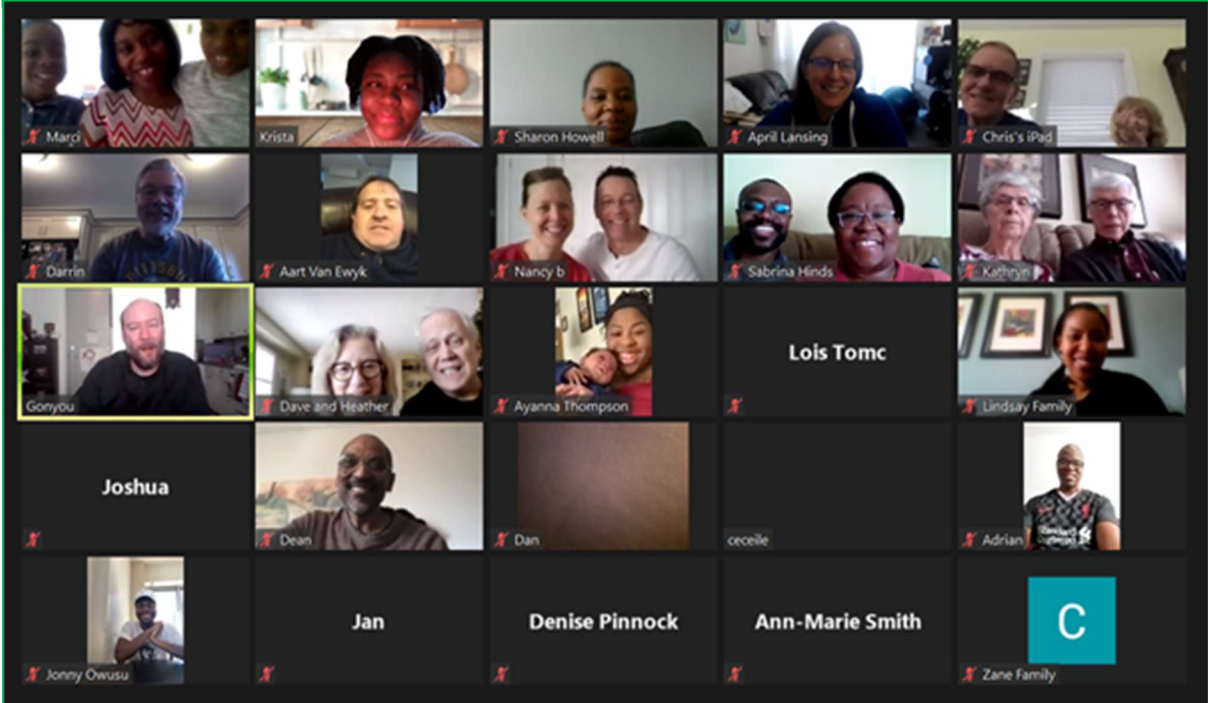 Marci
Krista
Sharon Howell
April Lansing
Chris's iPad
Darrin
Aart Van Ewyk
Nancy b
Sabrina Hinds
Kathryn
Gonyou
Dave and Heather
Ayanna Thompson
Lois Tomc
Lindsay Family
Joshua
Dean
Dan
ceceile
Adrian
Jonny Owusu
Jan
Denise Pinnock
Ann-Marie Smith
C
Zane Family